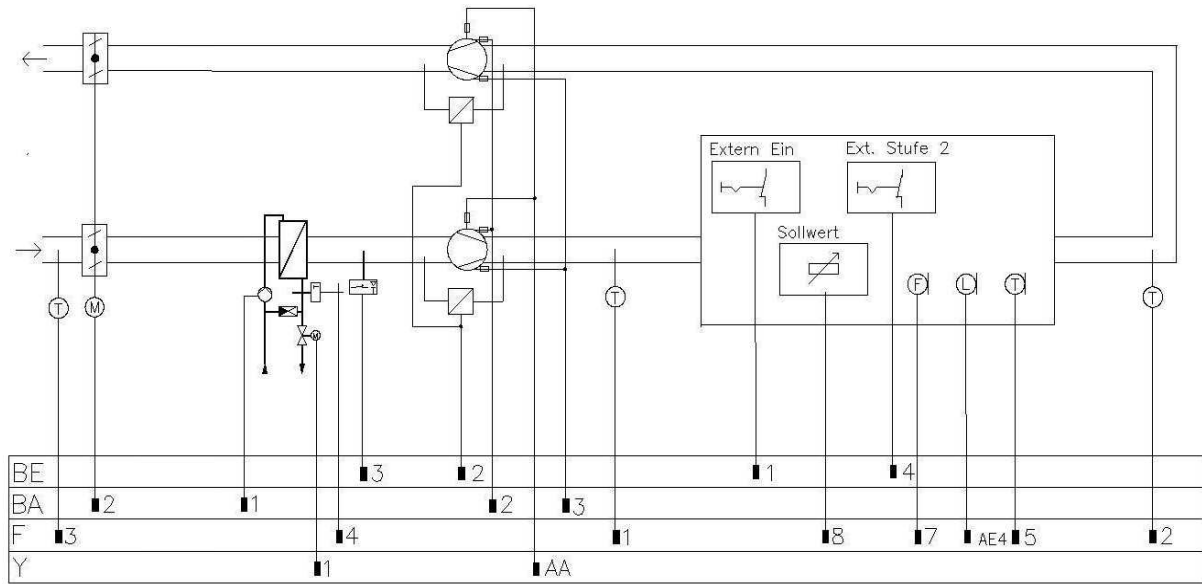 Extern Ein
Ext. Stufe 2
Sollwert
F L T
T M T T
M
BE 3 2 1 4
BA 2 1 2 3
F 3 4 1 8 7 AE4 5 2
Y 1 AA